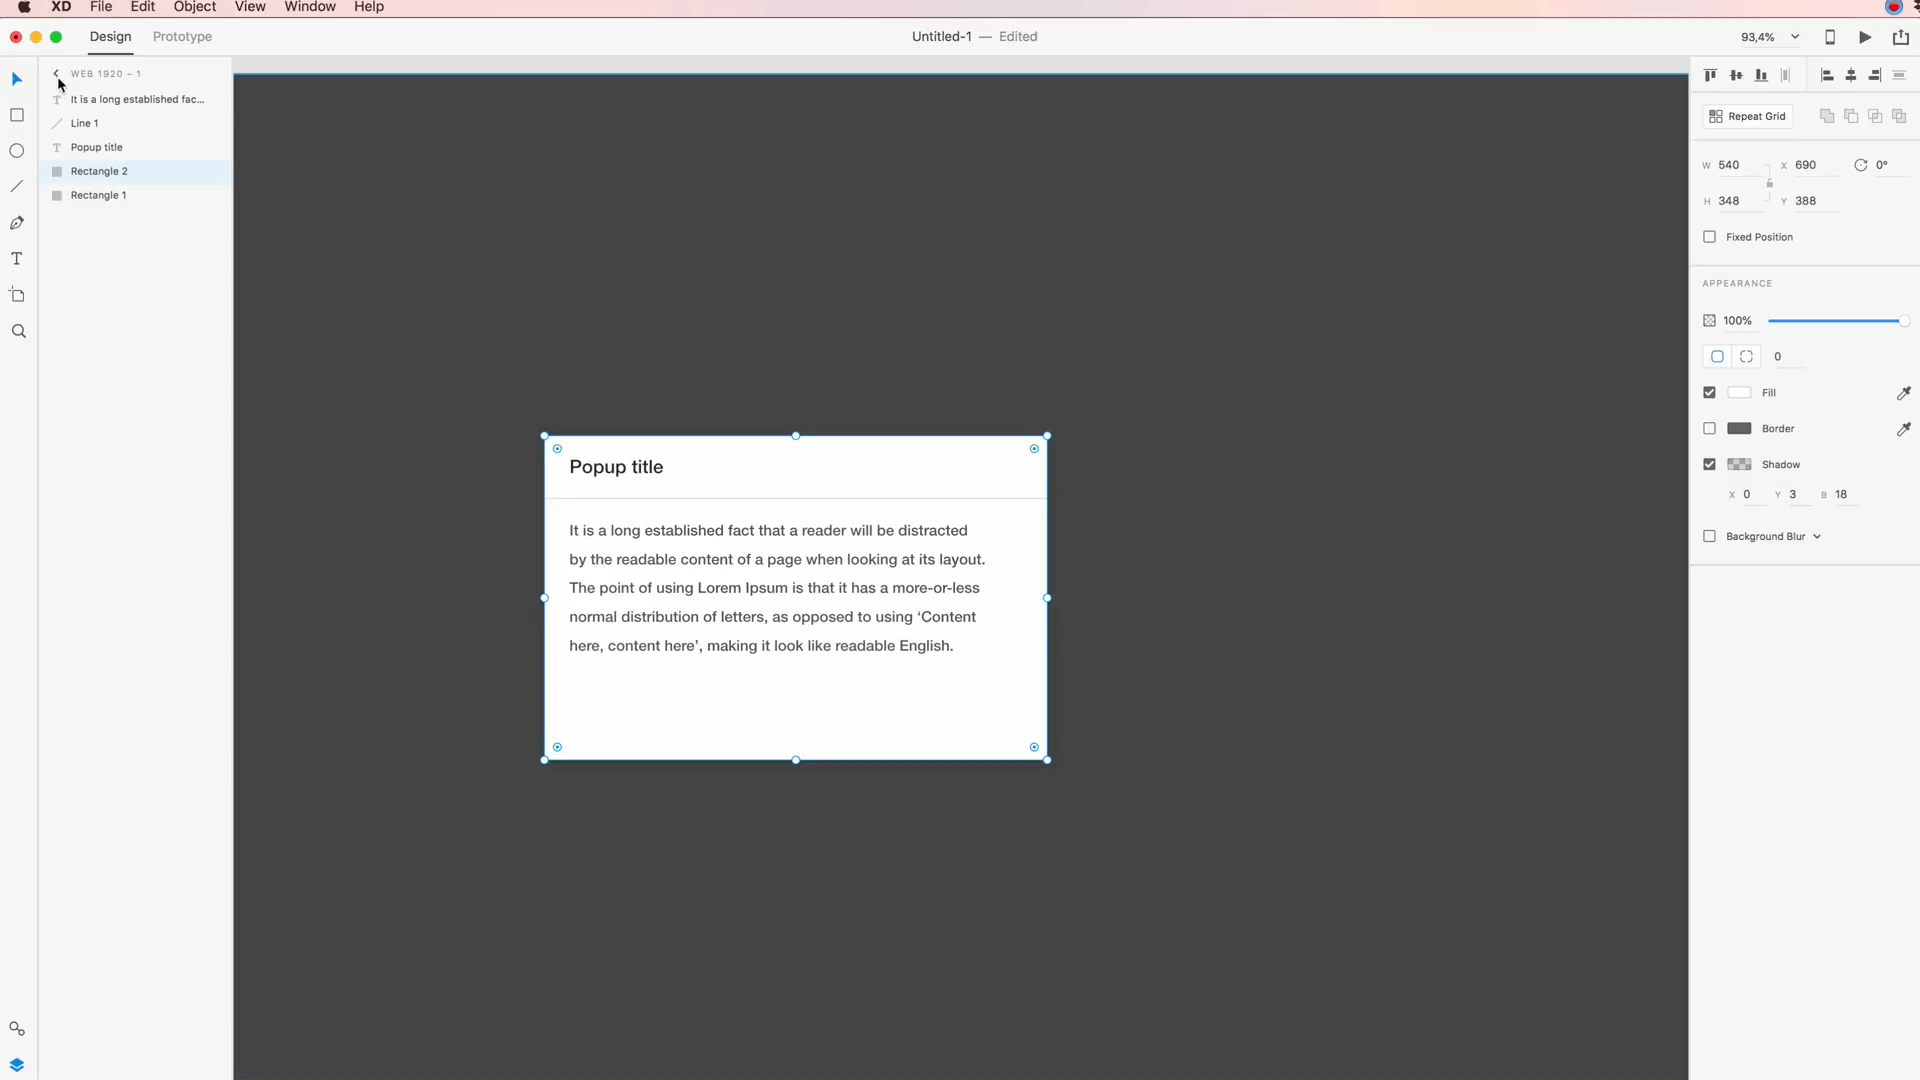 XD File Edit Object View Window Help
Design Prototype
Untitled-1 — Edited
93,4%
WEB 1920 – 1
It is a long established fac...
Line 1
Popup title
Rectangle 2
Rectangle 1
Popup title
It is a long established fact that a reader will be distracted
by the readable content of a page when looking at its layout.
The point of using Lorem Ipsum is that it has a more-or-less
normal distribution of letters, as opposed to using ‘Content
here, content here’, making it look like readable English.
Repeat Grid
W 540 X 690 0°
H 348 Y 388
Fixed Position
APPEARANCE
100%
0
Fill
Border
Shadow
X 0 Y 3 B 18
Background Blur